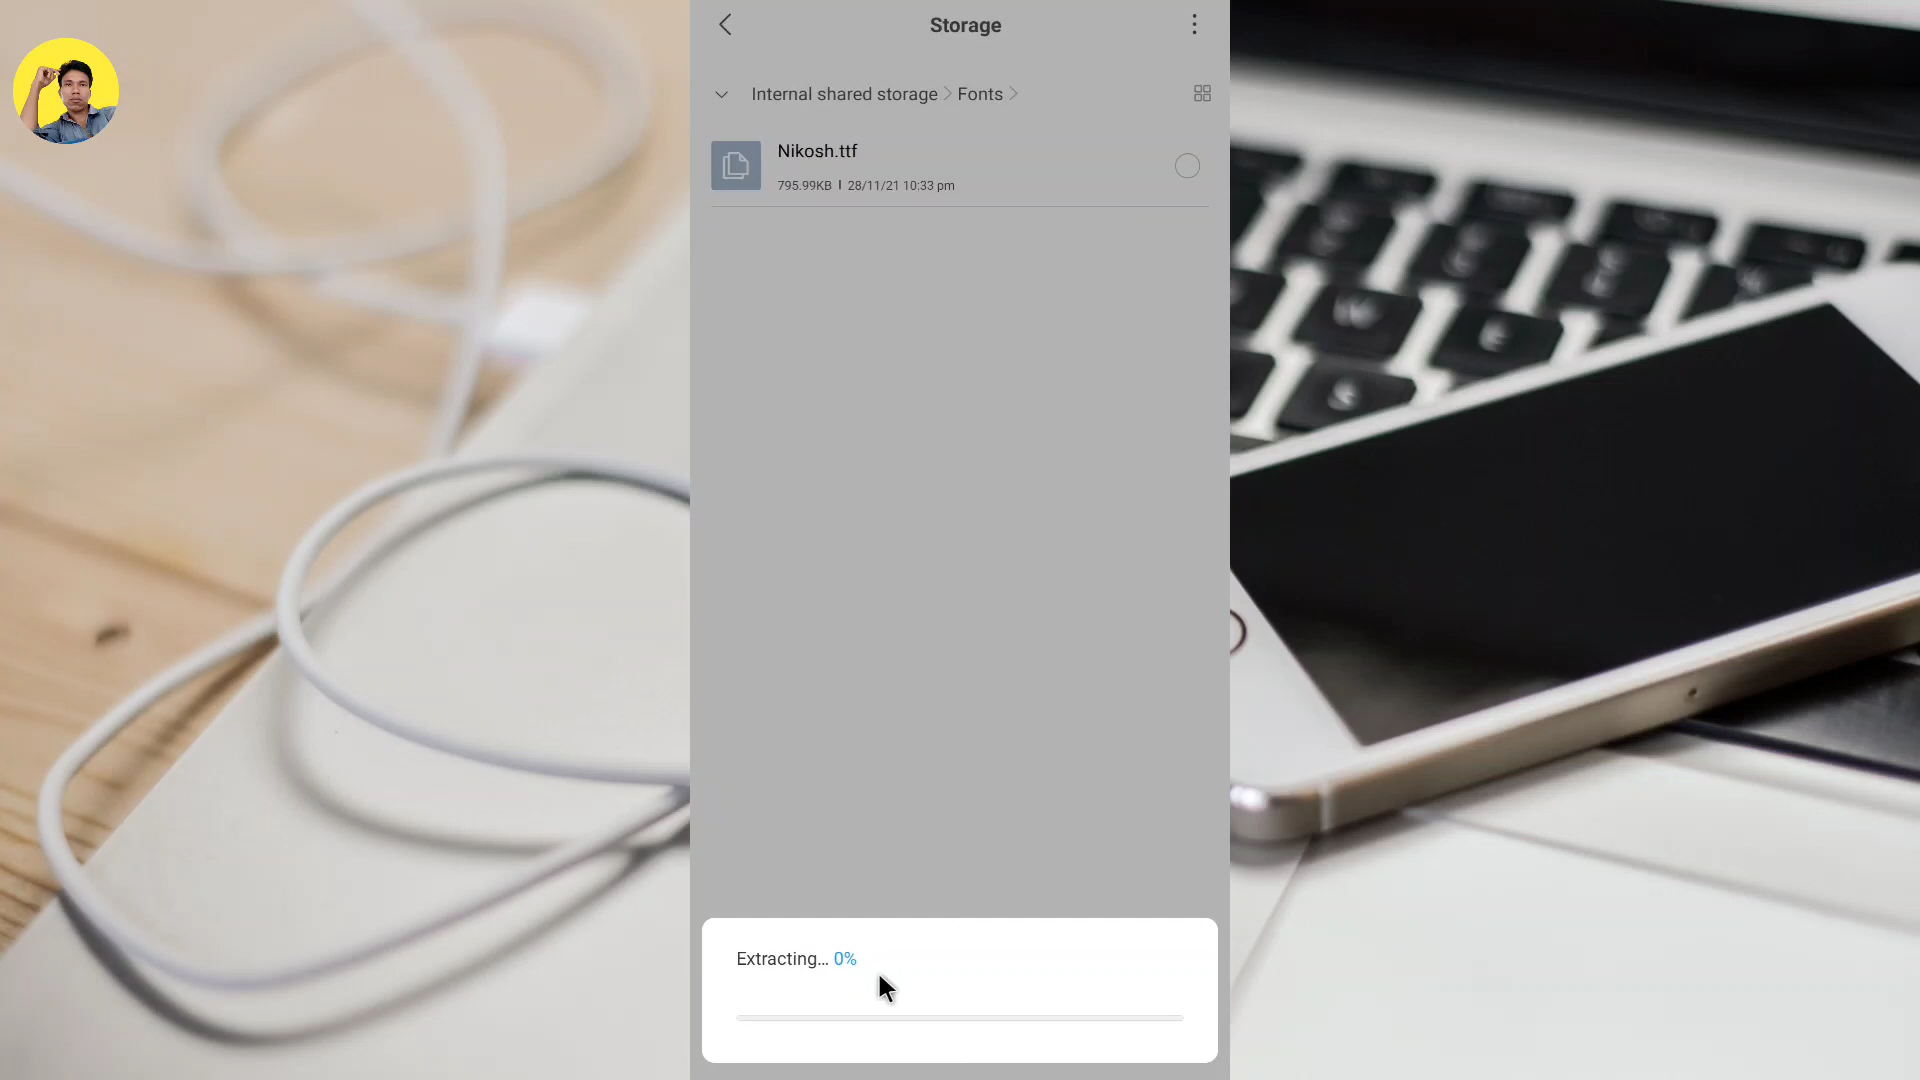 Storage
Internal shared storage > Fonts >
Nikosh.ttf
795.99KB | 28/11/21 10:33 pm
W
E
S
Extracting... 0%